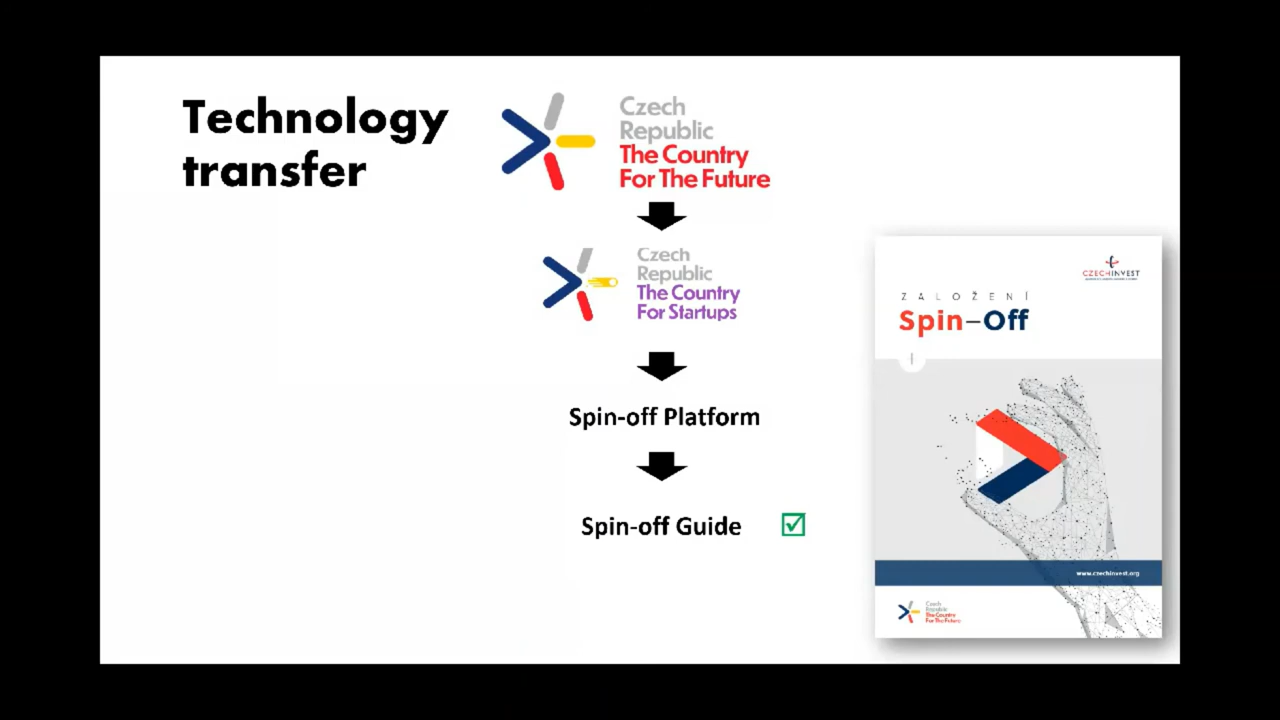 Technology
transfer
Czech
Republic
The Country
For The Future
Czech
Republic
The Country
For Startups
Spin-off Platform
Spin-off Guide
CZECHINVEST
ZALOŽENÍ
Spin–Off
www.czechinvest.org
Czech
Republic
The Country
For The Future